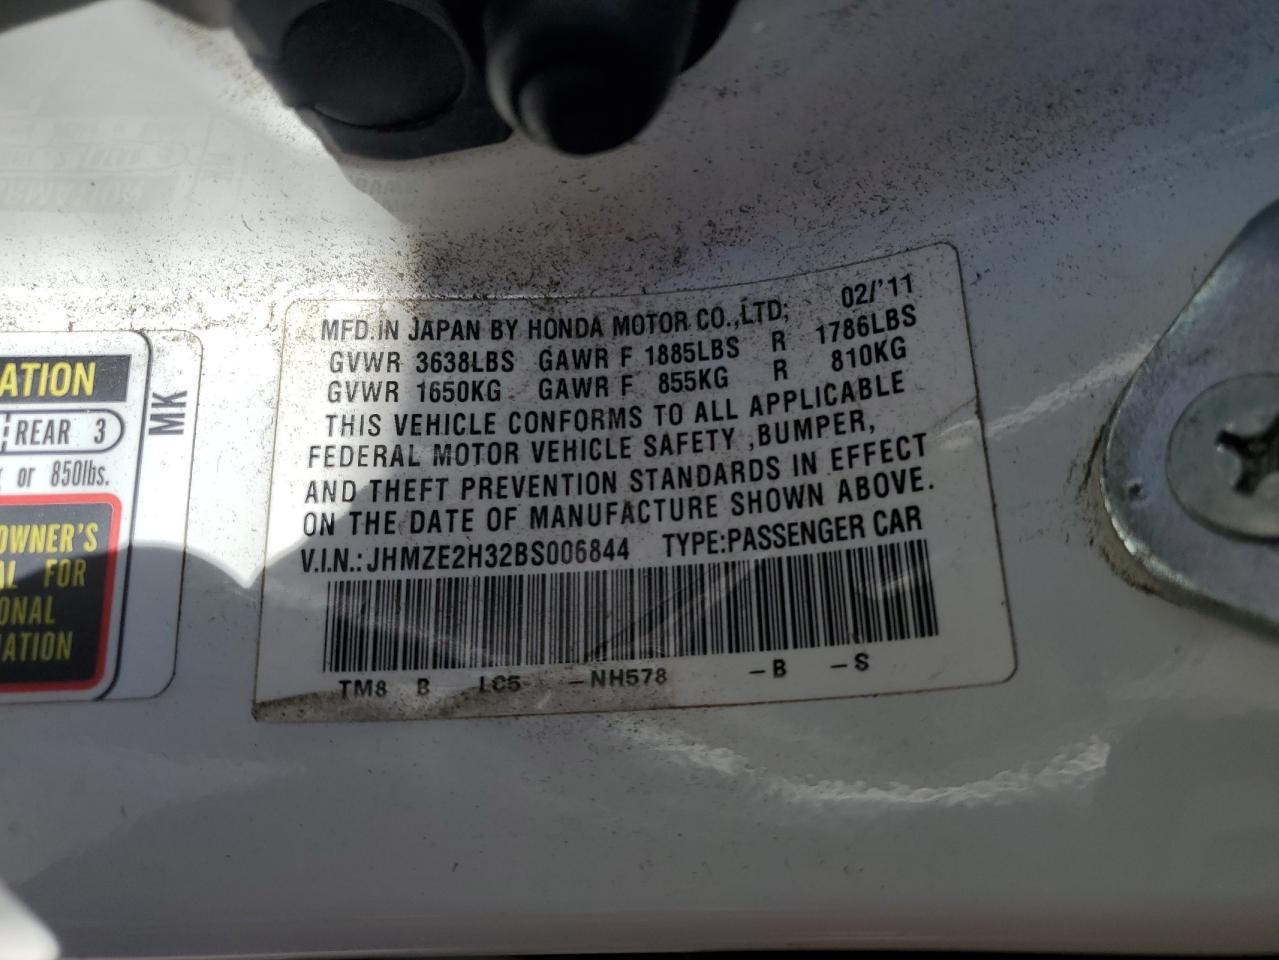 MFD.IN JAPAN BY HONDA MOTOR CO.,LTD; 02/'11
GVWR 3638LBS GAWR F 1885LBS R 1786LBS
GVWR 1650KG GAWR F 855KG R 810KG
THIS VEHICLE CONFORMS TO ALL APPLICABLE
FEDERAL MOTOR VEHICLE SAFETY ,BUMPER,
AND THEFT PREVENTION STANDARDS IN EFFECT
ON THE DATE OF MANUFACTURE SHOWN ABOVE.
V.I.N.: JHMZE2H32BS006844 TYPE:PASSENGER CAR
TM8 B LC5 -NH578 -B -S
ATION
REAR 3
or 850lbs.
OWNER'S
AL FOR
ONAL
ATION
MK